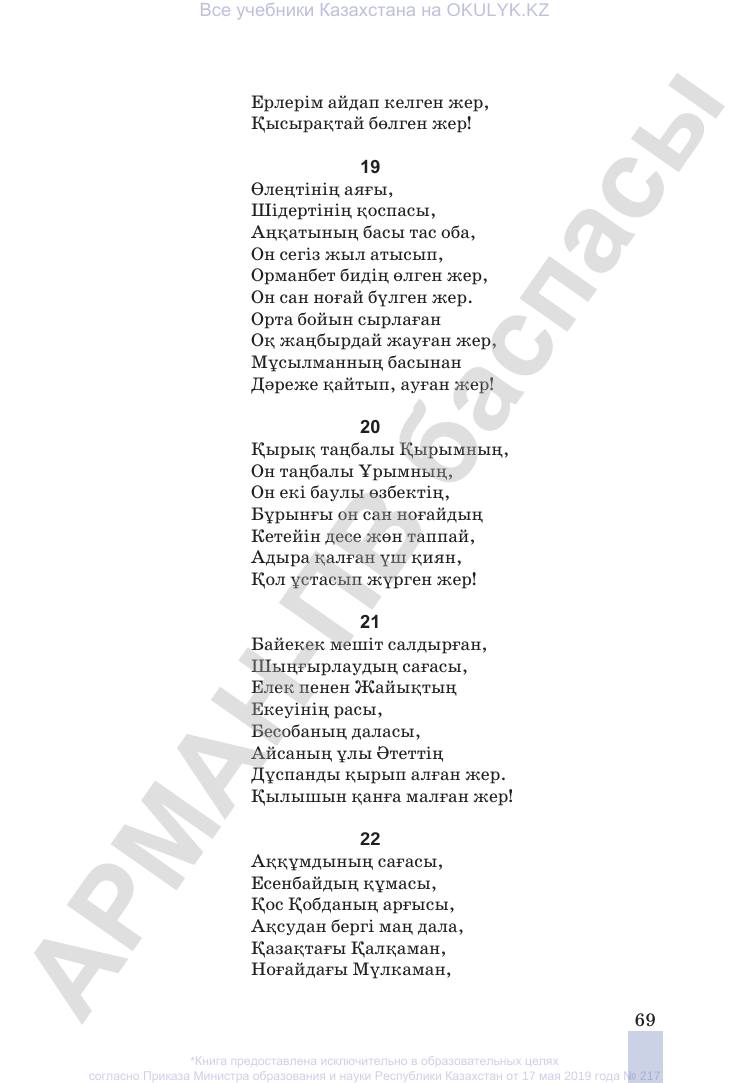 Все учебники Казахстана на OKULYK.KZ
Ерлерім айдап келген жер,
Қысырақтай бөлген жер!
19
Өлеңтінің аяғы,
Шідертінің қоспасы,
Аңқатының басы тас оба,
Он сегіз жыл атысып,
Орманбет бидің өлген жер,
Он сан ноғай бүлген жер.
Орта бойын сырлаған
Оқ жаңбырдай жауған жер,
Мұсылманның басынан
Дәреже қайтып, ауған жер!
20
Қырық таңбалы Қырымның,
Он таңбалы Ұрымның,
Он екі баулы өзбектің,
Бұрынғы он сан ноғайдың
Кетейін десе жөн таппай,
Адыра қалған үш қиян,
Қол ұстасып жүрген жер!
21
Байекек мешіт салдырған,
Шыңғырлаудың сағасы,
Елек пенен Жайықтың
Екеуінің расы,
Бесобаның даласы,
Айсаның ұлы Әтеттің
Дұспанды қырып алған жер.
Қылышын қанға малған жер!
22
Аққұмдының сағасы,
Есенбайдың құмасы,
Қос Қобданың арғысы,
Ақсудан бергі маң дала,
Қазақтағы Қалқаман,
Ноғайдағы Мүлкаман,
69
АРМАН-ПВ баспасы
*Книга предоставлена исключительно в образовательных целях
согласно Приказа Министра образования и науки Республики Казахстан от 17 мая 2019 года № 217